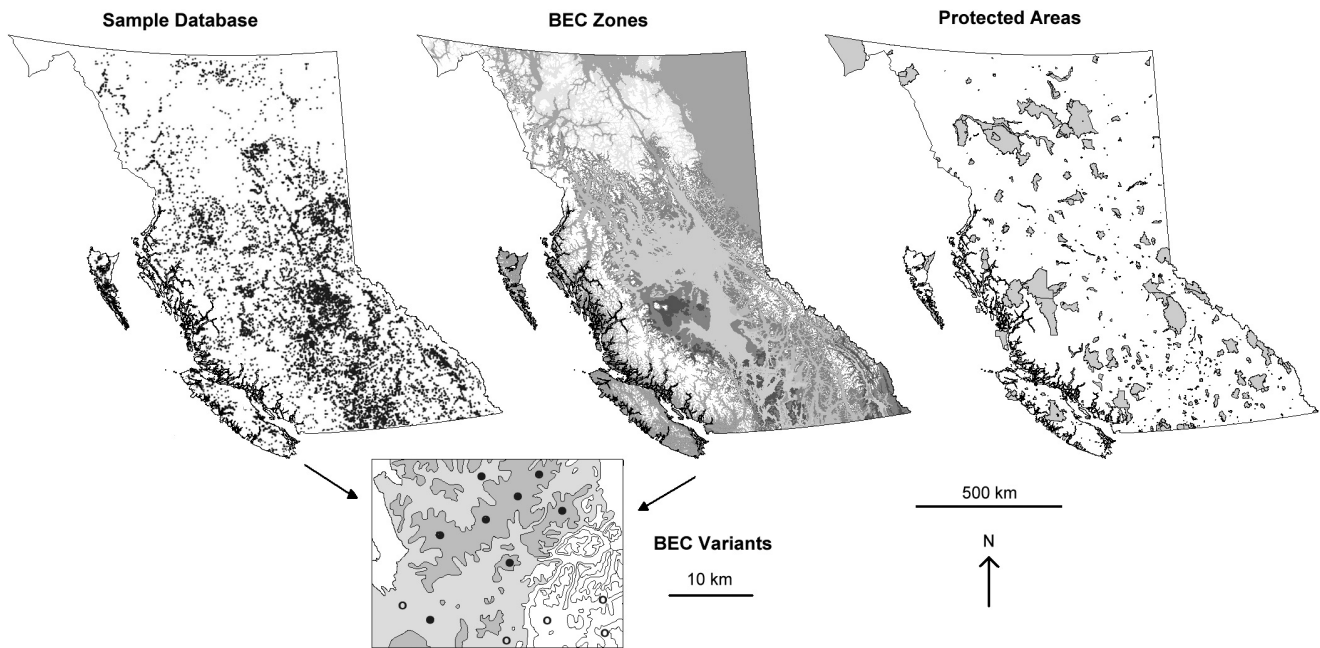 Sample Database
BEC Zones
Protected Areas
500 km
BEC Variants
N
10 km